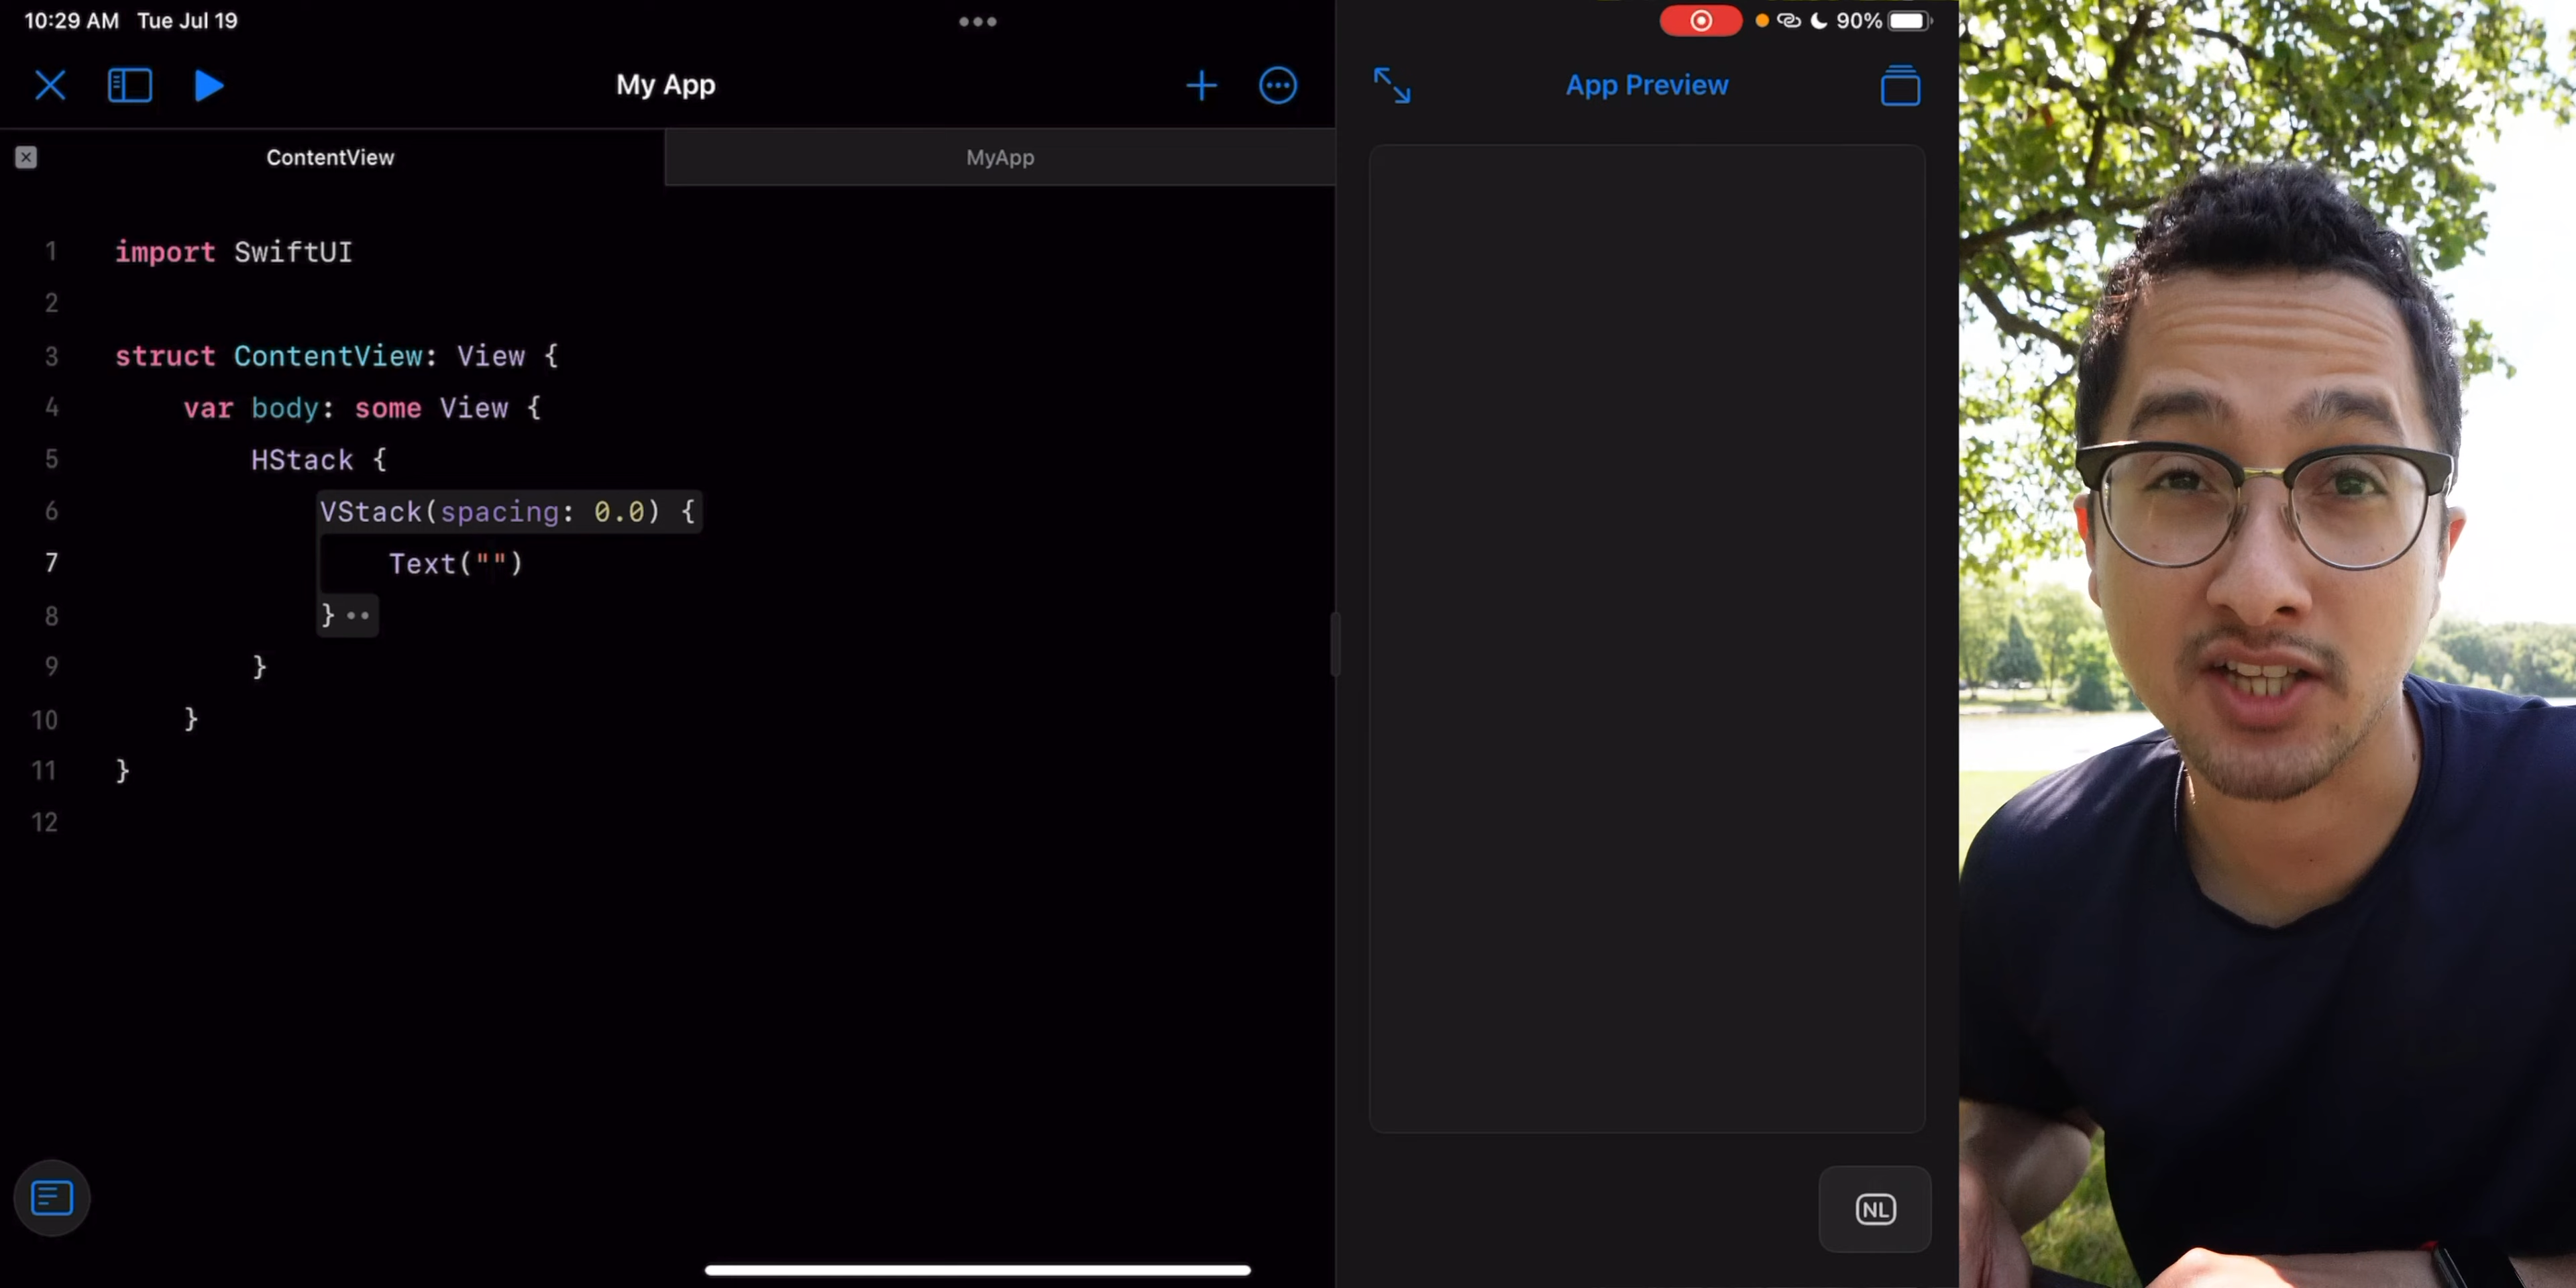 10:29 AM Tue Jul 19
90%
My App
App Preview
ContentView
MyApp
1 import SwiftUI
2
3 struct ContentView: View {
4 var body: some View {
5 HStack {
6 VStack(spacing: 0.0) {
7 Text("")
8 }
9 }
10 }
11 }
12
NL